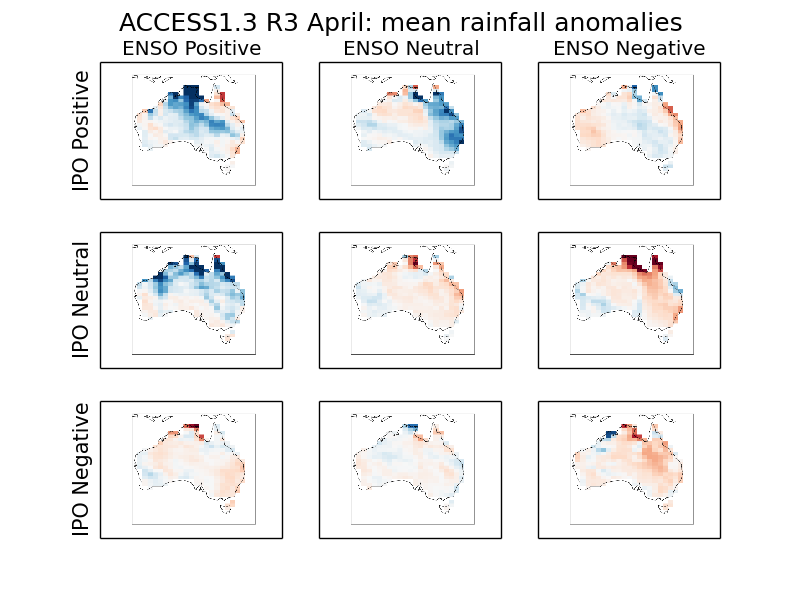 ACCESS1.3 R3 April: mean rainfall anomalies
ENSO Positive ENSO Neutral ENSO Negative
IPO Positive
IPO Neutral
IPO Negative